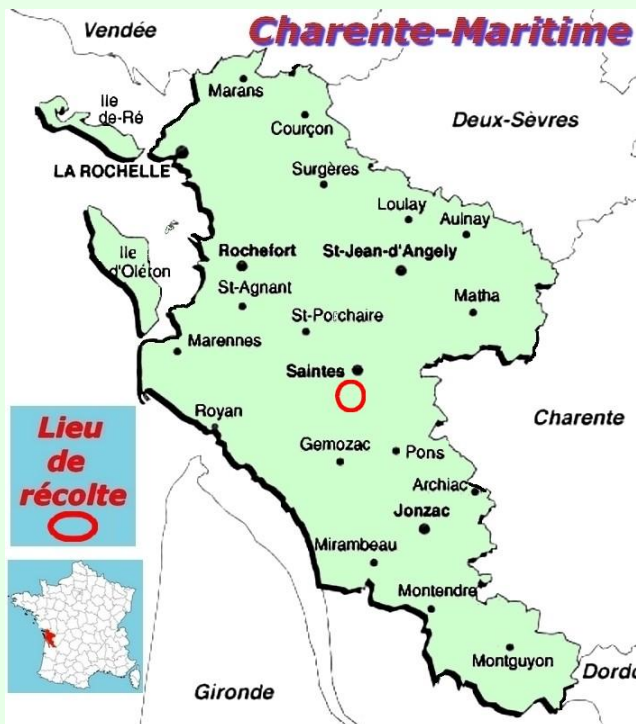 Vendée
Charente-Maritime
Ile
de-Ré
Marans
Courçon
Deux-Sèvres
LA ROCHELLE
Surgères
Loulay
Aulnay
Ile
d'Oléron
Rochefort
St-Jean-d'Angely
St-Agnant
St-Porchaire
Matha
Marennes
Saintes
Royan
Charente
Lieu
de
récolte
Gemozac
Pons
Archiac
Jonzac
Mirambeau
Montendre
Montguyon
Gironde
Dordo